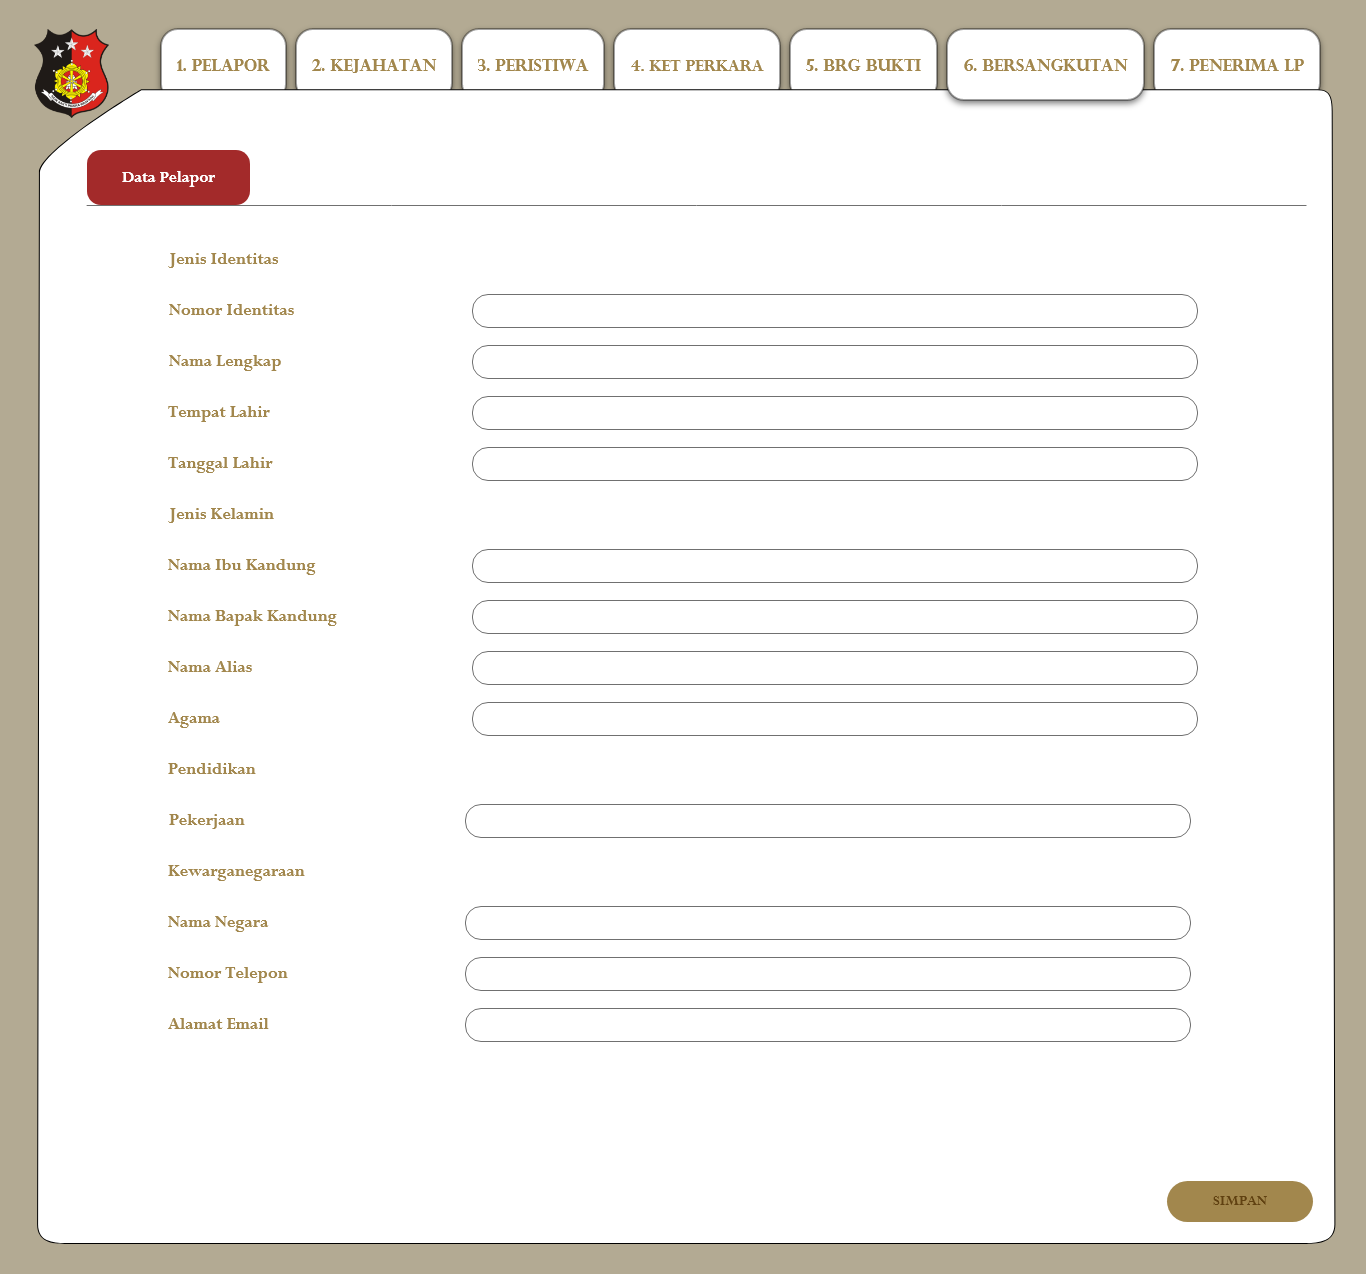 1. PELAPOR
2. KEJAHATAN
3. PERISTIWA
4. KET PERKARA
5. BRG BUKTI
6. BERSANGKUTAN
7. PENERIMA LP
Data Pelapor
Jenis Identitas
Nomor Identitas
Nama Lengkap
Tempat Lahir
Tanggal Lahir
Jenis Kelamin
Nama Ibu Kandung
Nama Bapak Kandung
Nama Alias
Agama
Pendidikan
Pekerjaan
Kewarganegaraan
Nama Negara
Nomor Telepon
Alamat Email
SIMPAN